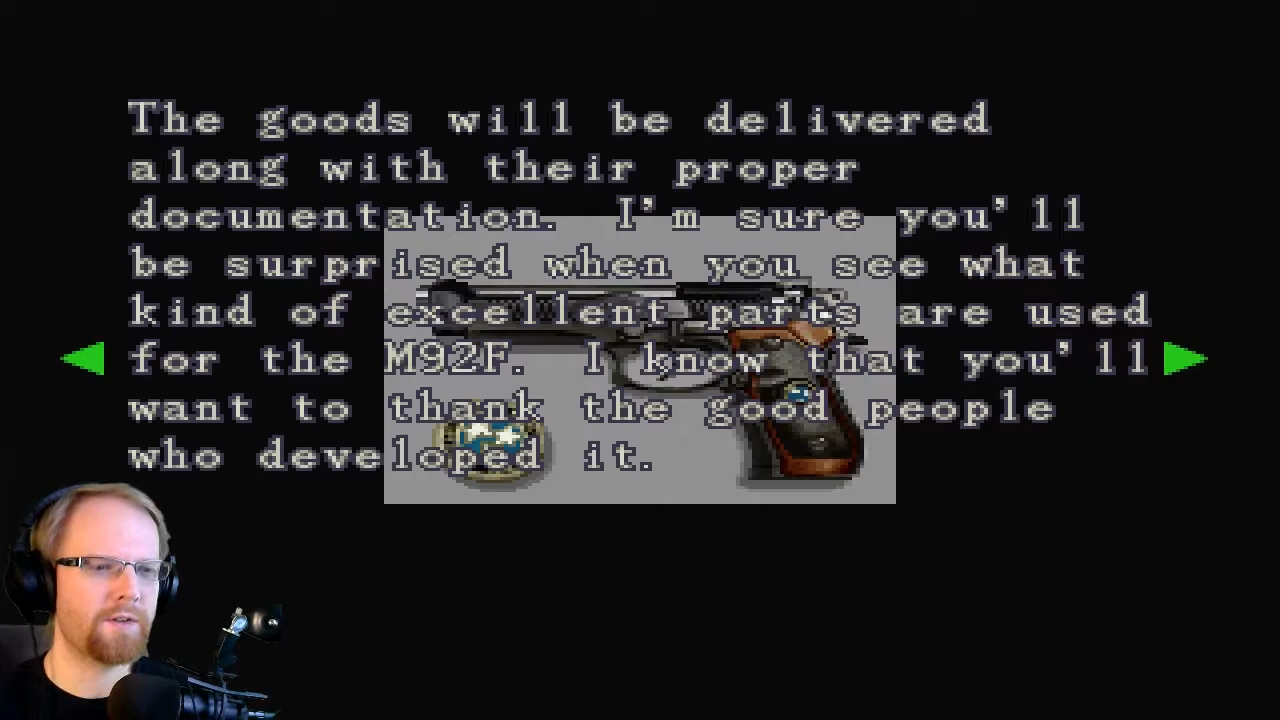 The goods will be delivered
along with their proper
documentation. I'm sure you'll
be surprised when you see what
kind of excellent parts are used
for the M92F. I know that you'll
want to thank the good people
who developed it.